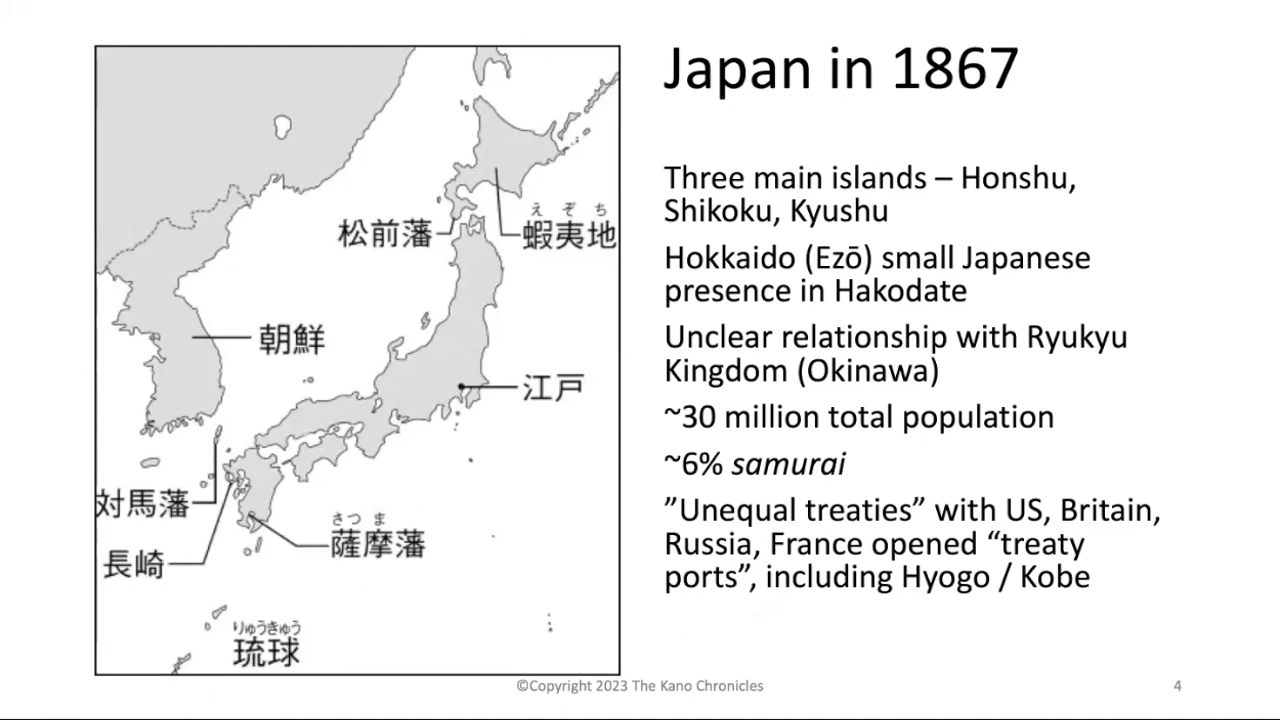 Japan in 1867
Three main islands – Honshu,
Shikoku, Kyushu
Hokkaido (Ezō) small Japanese
presence in Hakodate
Unclear relationship with Ryukyu
Kingdom (Okinawa)
~30 million total population
~6% samurai
”Unequal treaties” with US, Britain,
Russia, France opened “treaty
ports”, including Hyogo / Kobe
えぞち
松前藩
蝦夷地
朝鮮
江戸
対馬藩
さつま
薩摩藩
長崎
りゅうきゅう
琉球
©Copyright 2023 The Kano Chronicles
4